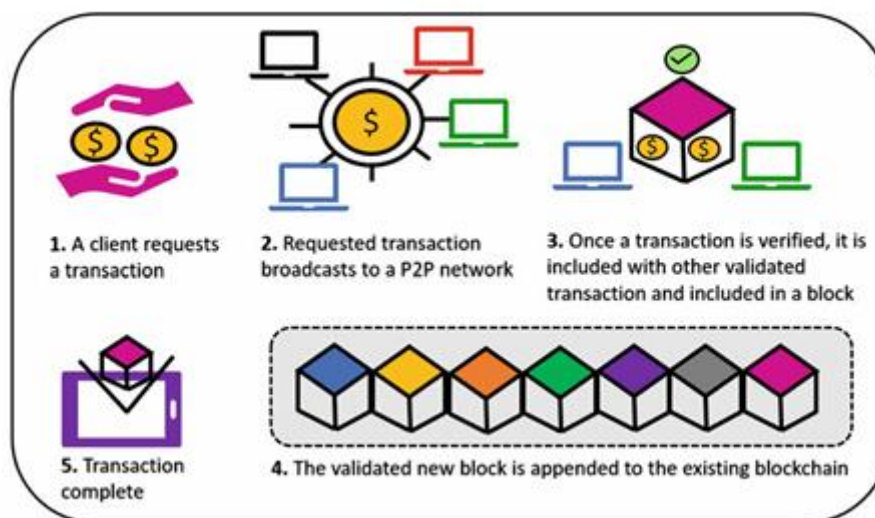 $ $
$
$ $
1. A client requests
a transaction
2. Requested transaction
broadcasts to a P2P network
3. Once a transaction is verified, it is
included with other validated
transaction and included in a block
4. The validated new block is appended to the existing blockchain
5. Transaction
complete